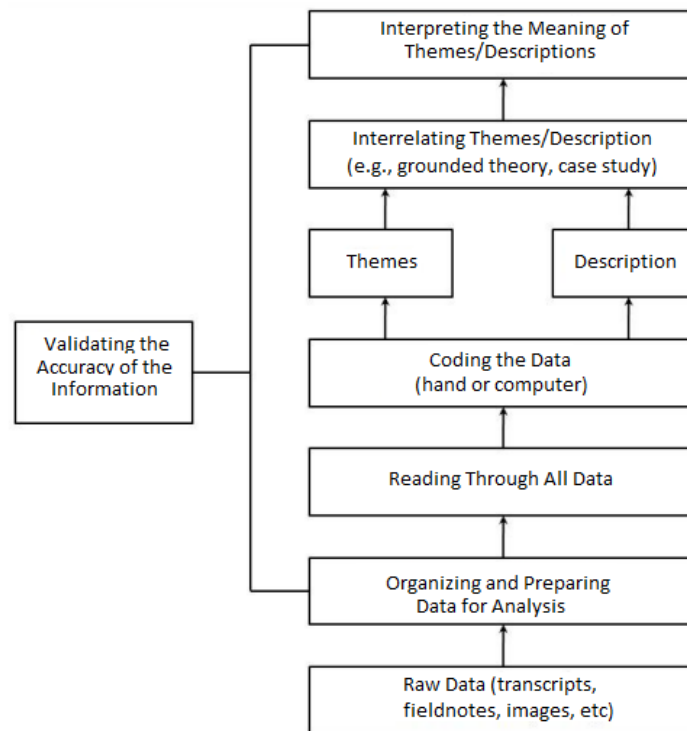 Interpreting the Meaning of
Themes/Descriptions
Interrelating Themes/Description
(e.g., grounded theory, case study)
Themes
Description
Validating the
Accuracy of the
Information
Coding the Data
(hand or computer)
Reading Through All Data
Organizing and Preparing
Data for Analysis
Raw Data (transcripts,
fieldnotes, images, etc)